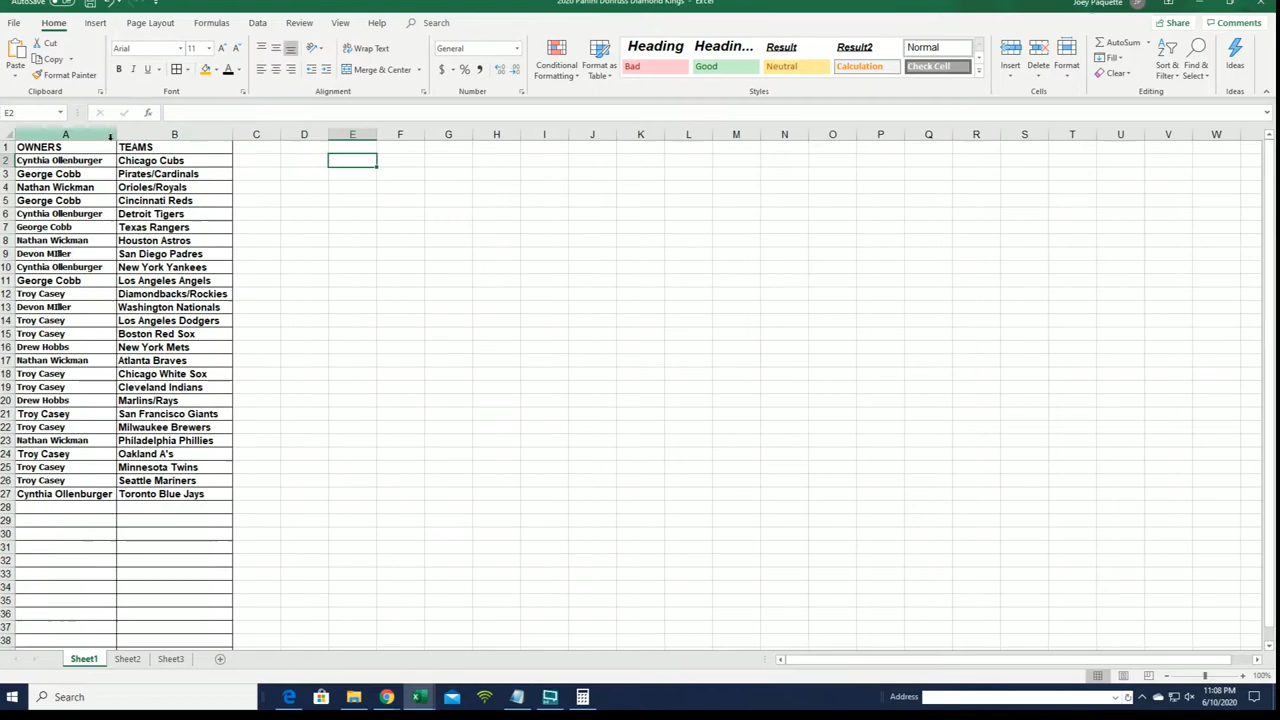 AutoSave Off 2020 Panini Donruss Diamond Kings - Excel Joey Paquette JP
File Home Insert Page Layout Formulas Data Review View Help Search Share Comments
Paste Cut Copy Format Painter
Arial 11 A A
B I U A
Wrap Text
Merge & Center
General
$ % ,
Conditional Formatting
Format as Table
Heading Headin... Result Result2 Normal
Bad Good Neutral Calculation Check Cell
Insert Delete Format
AutoSum
Fill
Clear
Sort & Filter
Find & Select
Ideas
Clipboard Font Alignment Number Styles Cells Editing Ideas
E2 fx
A B C D E F G H I J K L M N O P Q R S T U V W
1 OWNERS TEAMS
2 Cynthia Ollenburger Chicago Cubs
3 George Cobb Pirates/Cardinals
4 Nathan Wickman Orioles/Royals
5 George Cobb Cincinnati Reds
6 Cynthia Ollenburger Detroit Tigers
7 George Cobb Texas Rangers
8 Nathan Wickman Houston Astros
9 Devon MIller San Diego Padres
10 Cynthia Ollenburger New York Yankees
11 George Cobb Los Angeles Angels
12 Troy Casey Diamondbacks/Rockies
13 Devon MIller Washington Nationals
14 Troy Casey Los Angeles Dodgers
15 Troy Casey Boston Red Sox
16 Drew Hobbs New York Mets
17 Nathan Wickman Atlanta Braves
18 Troy Casey Chicago White Sox
19 Troy Casey Cleveland Indians
20 Drew Hobbs Marlins/Rays
21 Troy Casey San Francisco Giants
22 Troy Casey Milwaukee Brewers
23 Nathan Wickman Philadelphia Phillies
24 Troy Casey Oakland A's
25 Troy Casey Minnesota Twins
26 Troy Casey Seattle Mariners
27 Cynthia Ollenburger Toronto Blue Jays
28
29
30
31
32
33
34
35
36
37
38
Sheet1 Sheet2 Sheet3
100%
Search Address 11:08 PM
6/10/2020